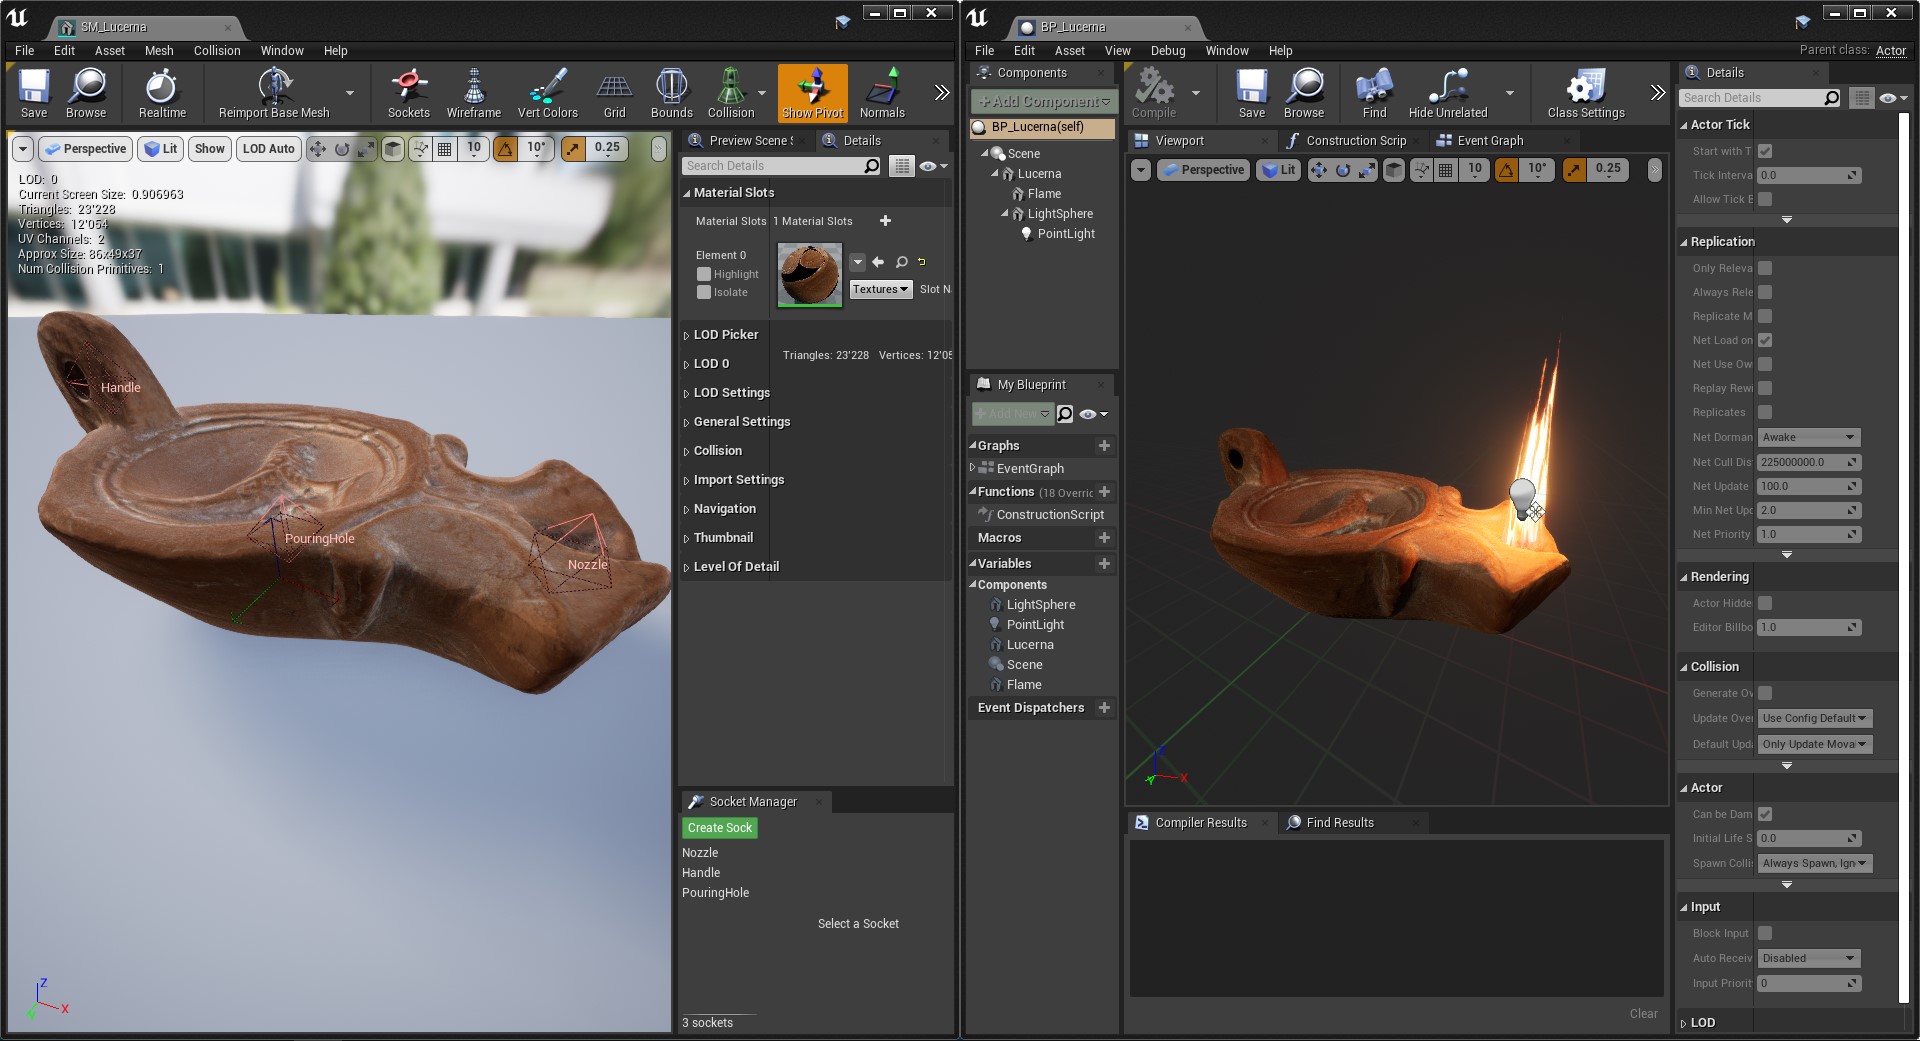 SM_Lucerna
File Edit Asset Mesh Collision Window Help
Save Browse Realtime Reimport Base Mesh Sockets Wireframe Vert Colors Grid Bounds Collision Show Pivot Normals
Perspective Lit Show LOD Auto 10 10° 0.25
LOD: 0
Current Screen Size: 0.906963
Triangles: 23'228
Vertices: 12'054
UV Channels: 2
Approx Size: 86x49x37
Num Collision Primitives: 1
Handle
PouringHole
Nozzle
Z
X
Preview Scene S Details
Search Details
Material Slots
Material Slots 1 Material Slots
Element 0
Highlight
Isolate
Textures Slot N
LOD Picker
LOD 0 Triangles: 23'228 Vertices: 12'05
LOD Settings
General Settings
Collision
Import Settings
Navigation
Thumbnail
Level Of Detail
Socket Manager
Create Sock
Nozzle
Handle
PouringHole
Select a Socket
3 sockets
BP_Lucerna
File Edit Asset View Debug Window Help
Parent class: Actor
Components
+Add Component
BP_Lucerna(self)
Scene
Lucerna
Flame
LightSphere
PointLight
My Blueprint
+Add New
Graphs
EventGraph
Functions (18 Overric
ConstructionScript
Macros
Variables
Components
LightSphere
PointLight
Lucerna
Scene
Flame
Event Dispatchers
Compile Save Browse Find Hide Unrelated Class Settings
Viewport Construction Scrip Event Graph
Perspective Lit 10 10° 0.25
Z
X
Compiler Results Find Results
Clear
Details
Search Details
Actor Tick
Start with T
Tick Interva 0.0
Allow Tick B
Replication
Only Releva
Always Rele
Replicate M
Net Load on
Net Use Ow
Replay Rewi
Replicates
Net Dorman Awake
Net Cull Dis 225000000.0
Net Update 100.0
Min Net Upd 2.0
Net Priority 1.0
Rendering
Actor Hidde
Editor Billbo 1.0
Collision
Generate Ov
Update Over Use Config Default
Default Upda Only Update Mova
Actor
Can be Dam
Initial Life S 0.0
Spawn Collis Always Spawn, Ign
Input
Block Input
Auto Receiv Disabled
Input Priorit 0
LOD